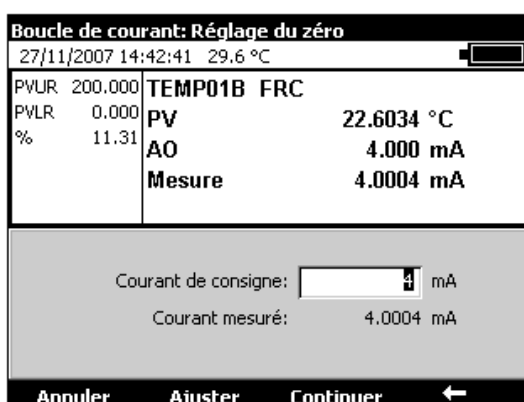 Boucle de courant: Réglage du zéro
27/11/2007 14:42:41 29.6 °C
PVUR 200.000
PVLR 0.000
% 11.31
TEMP01B FRC
PV 22.6034 °C
AO 4.000 mA
Mesure 4.0004 mA
Courant de consigne: 4 mA
Courant mesuré: 4.0004 mA
Annuler Ajuster Continuer